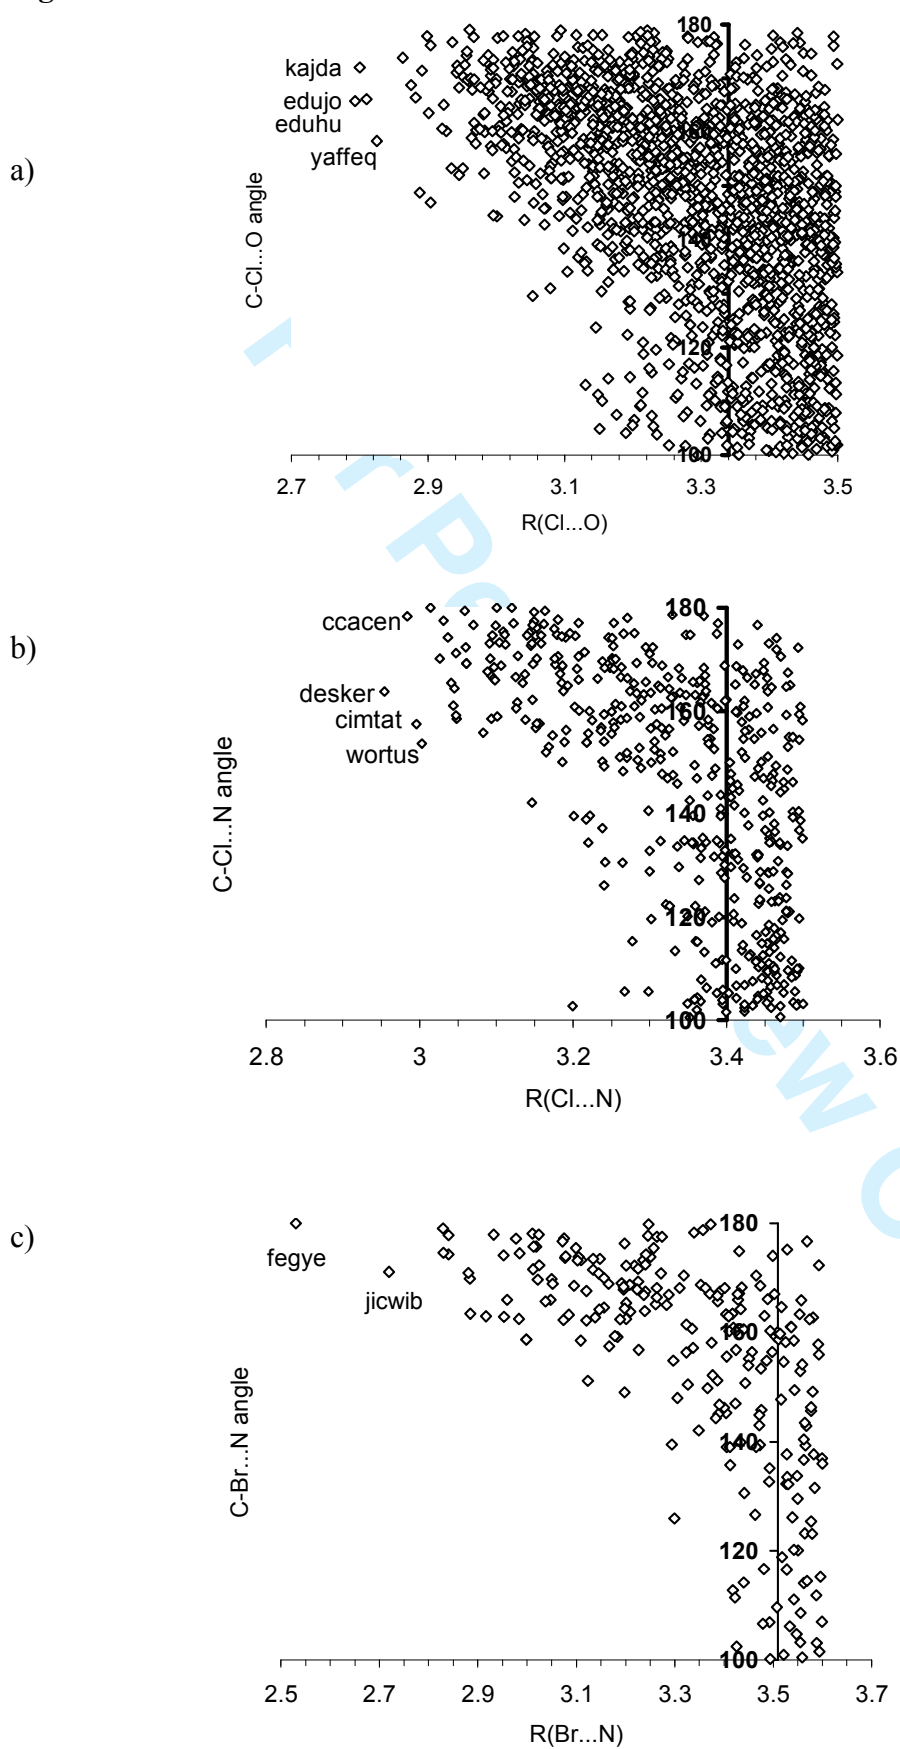 a)
C-Cl...O angle
180
160
140
120
100
kajda
edujo
eduhu
yaffeq
2.7 2.9 3.1 3.3 3.5
R(Cl...O)
b)
C-Cl...N angle
180
160
140
120
100
ccacen
desker
cimtat
wortus
2.8 3 3.2 3.4 3.6
R(Cl...N)
c)
C-Br...N angle
180
160
140
120
100
fegye
jicwib
2.5 2.7 2.9 3.1 3.3 3.5 3.7
R(Br...N)